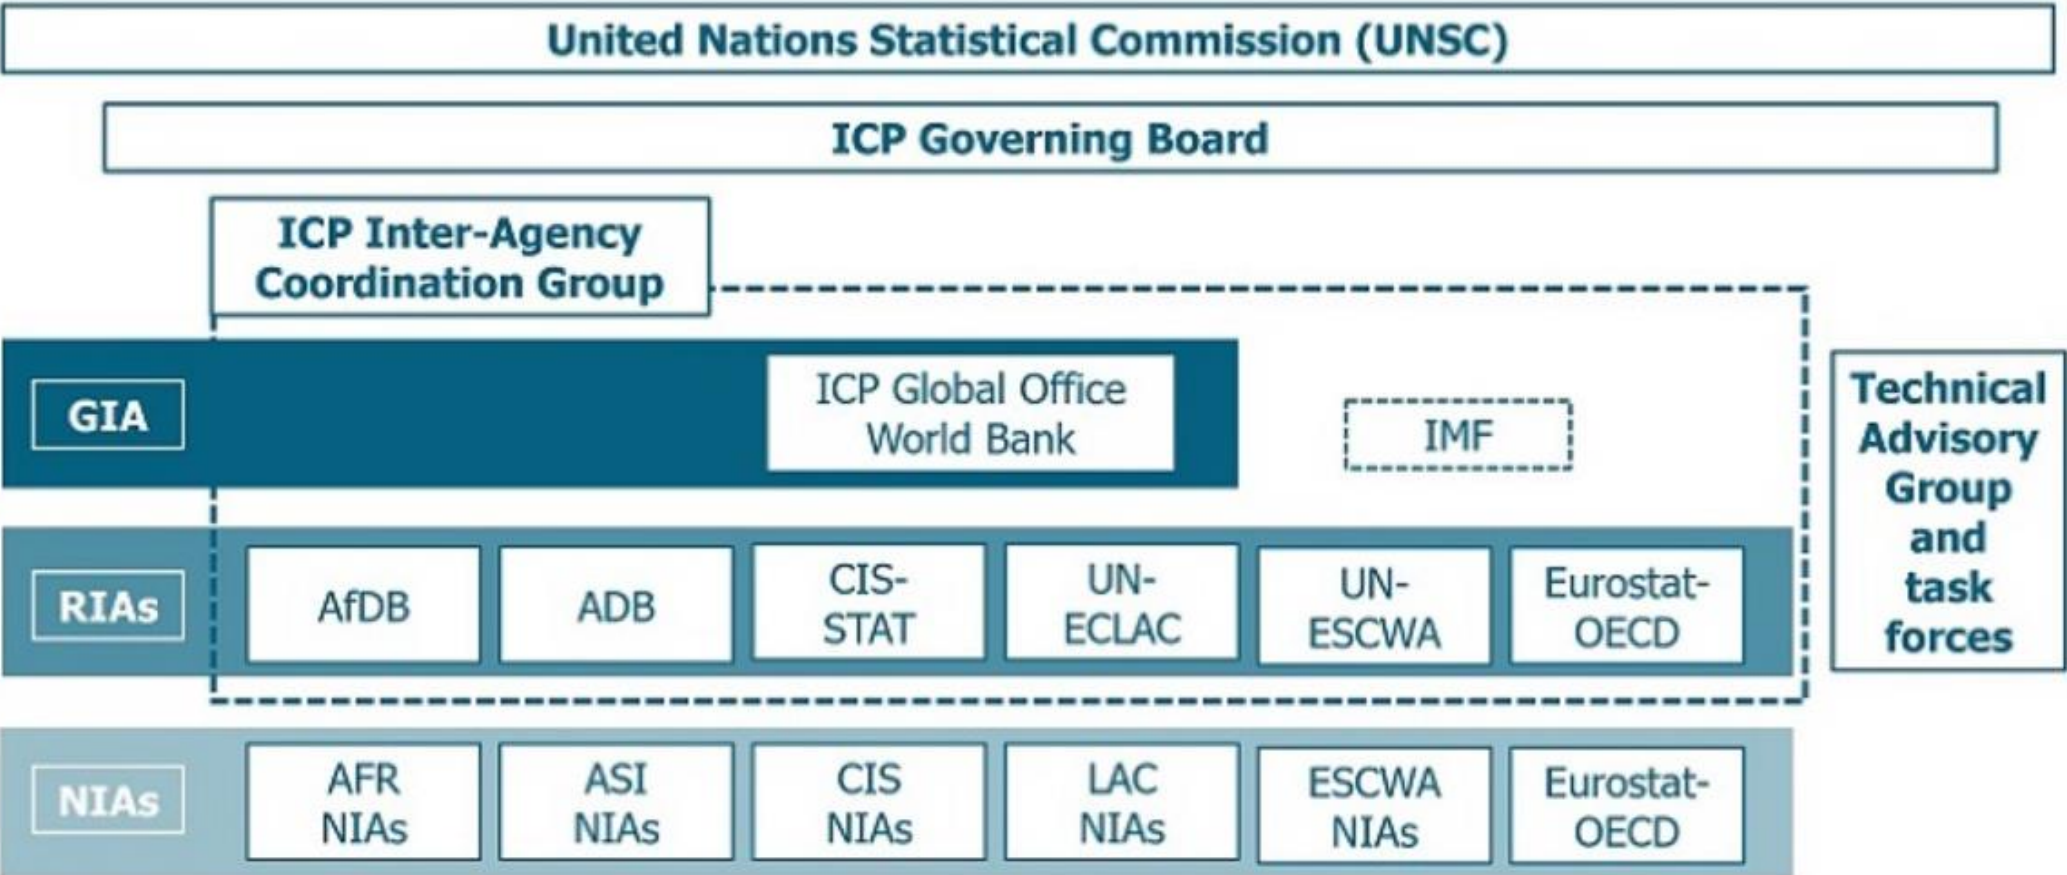 United Nations Statistical Commission (UNSC)
ICP Governing Board
ICP Inter-Agency
Coordination Group
GIA
ICP Global Office
World Bank
IMF
Technical
Advisory
Group
and
task
forces
RIAs
AfDB
ADB
CIS-
STAT
UN-
ECLAC
UN-
ESCWA
Eurostat-
OECD
NIAs
AFR
NIAs
ASI
NIAs
CIS
NIAs
LAC
NIAs
ESCWA
NIAs
Eurostat-
OECD